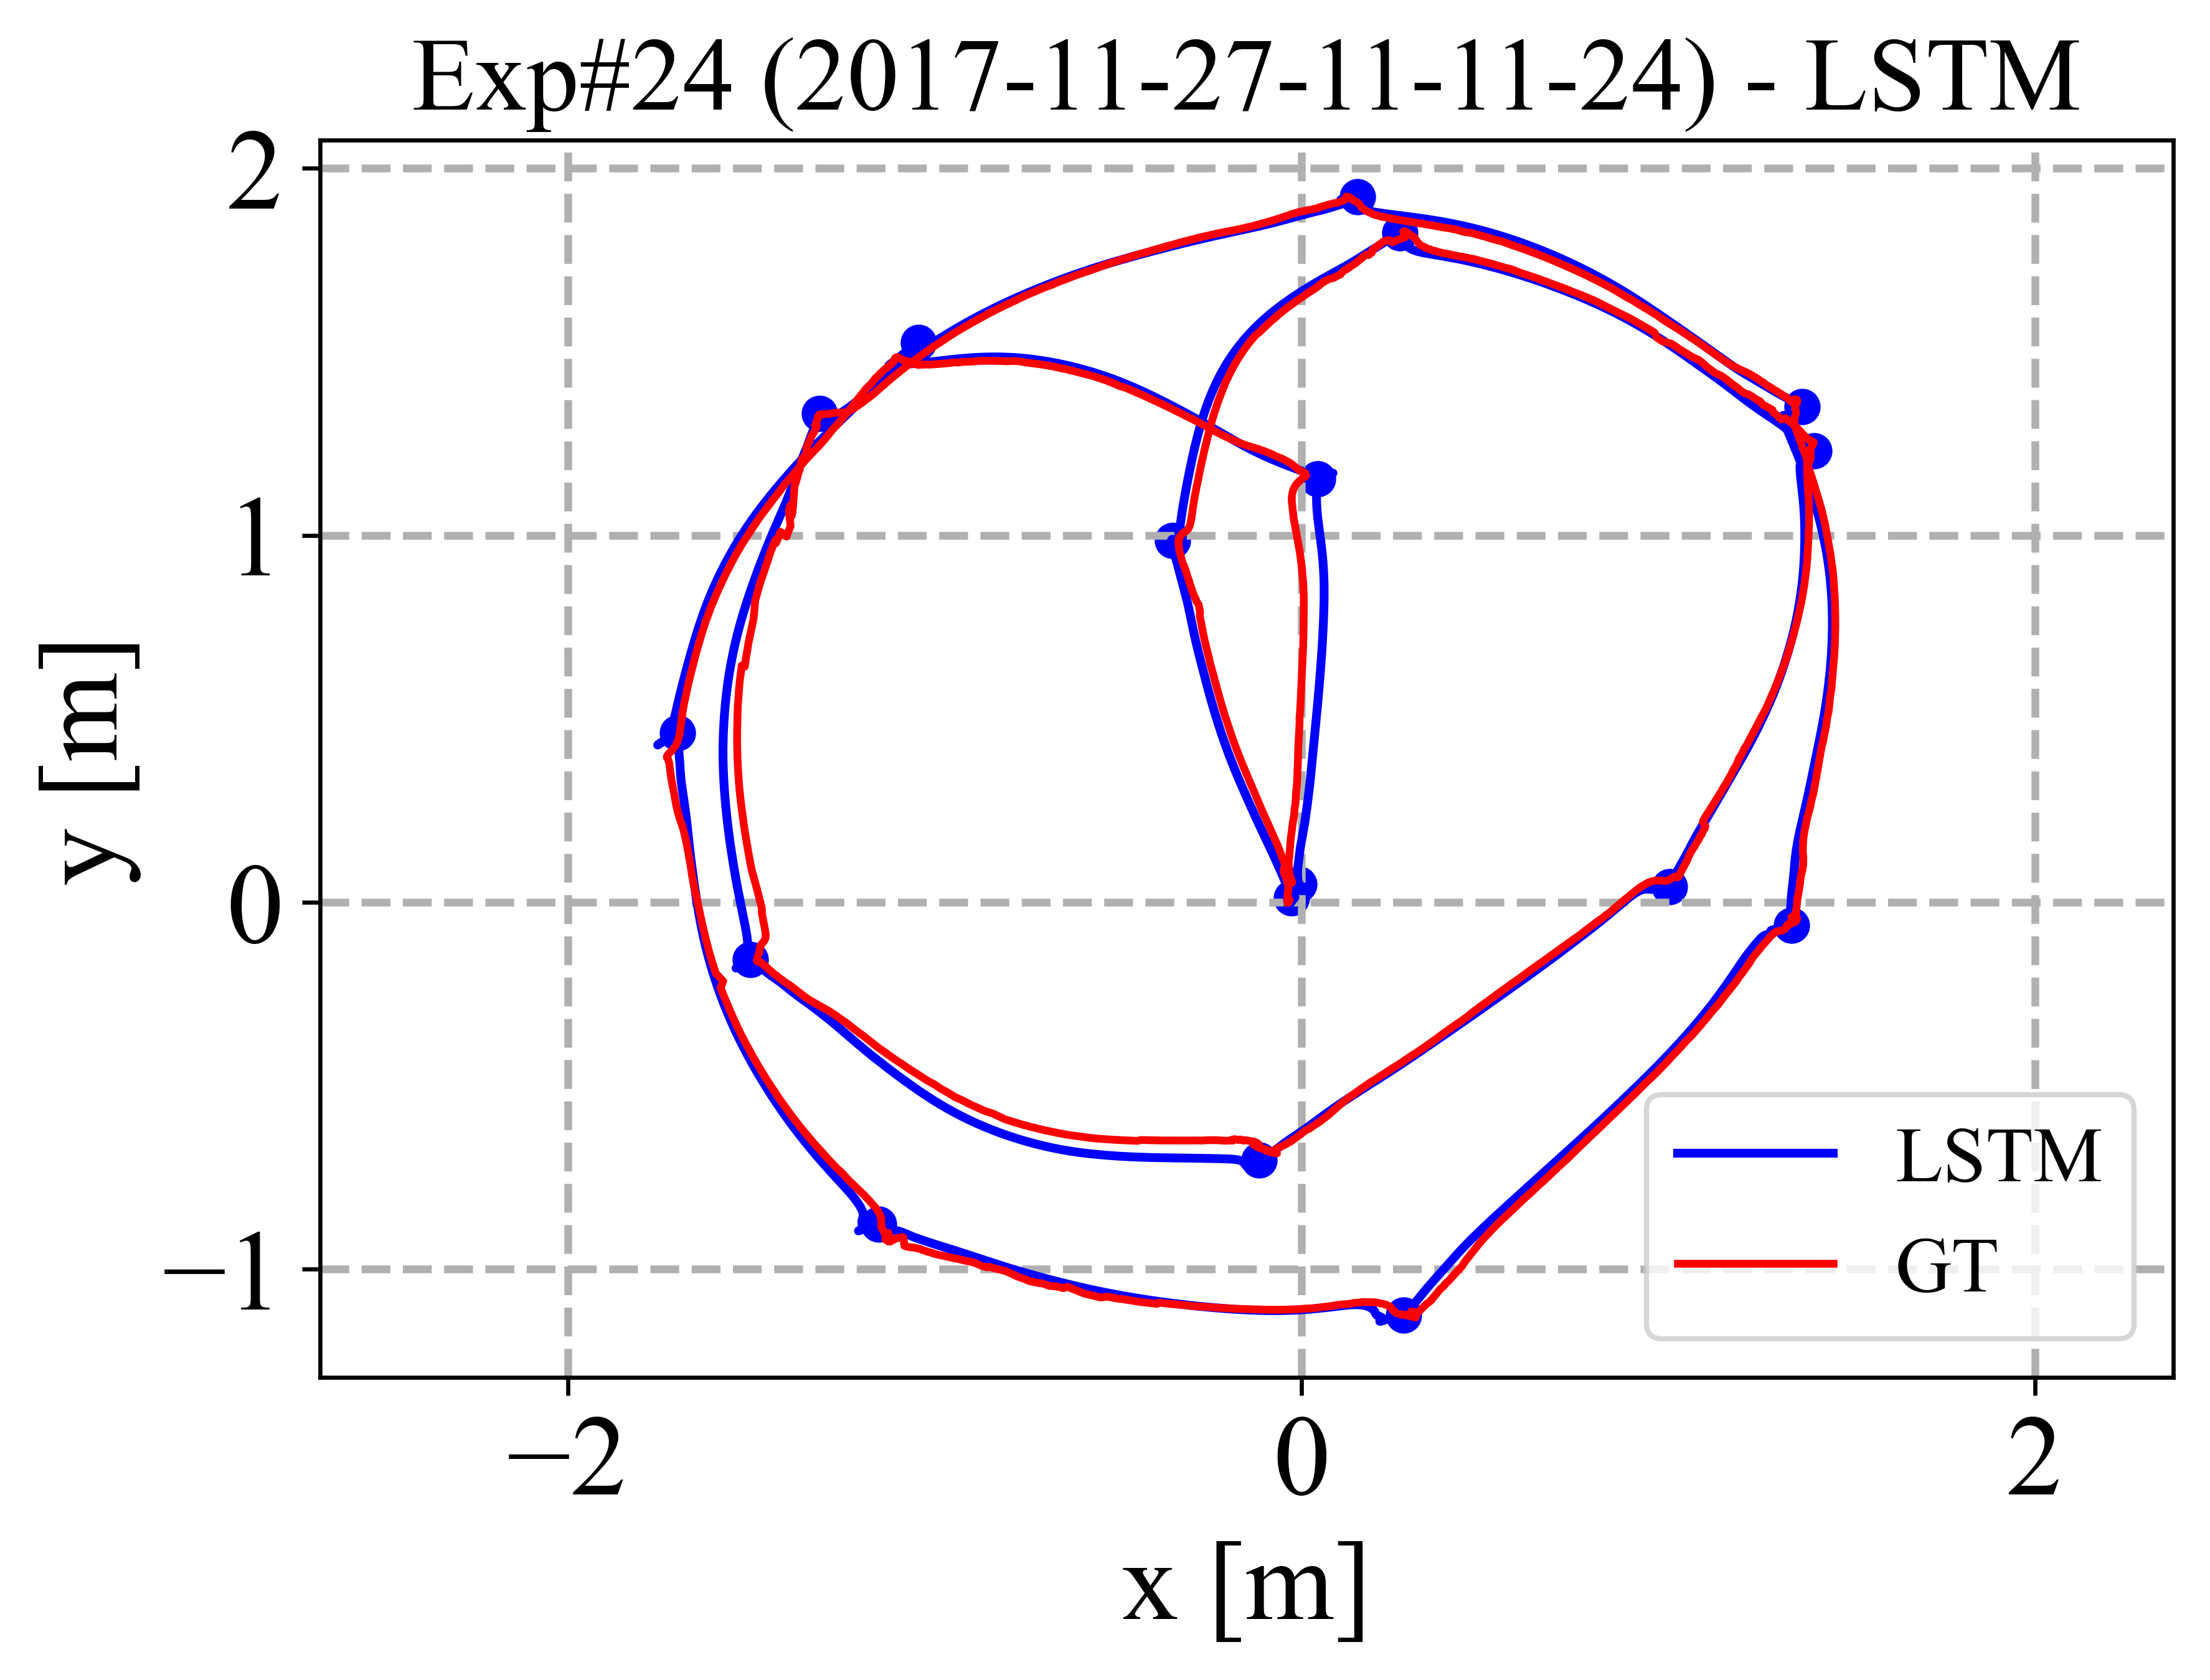 Exp#24 (2017-11-27-11-11-24) - LSTM
2
1
0
−1
y [m]
−2
0
2
x [m]
LSTM
GT